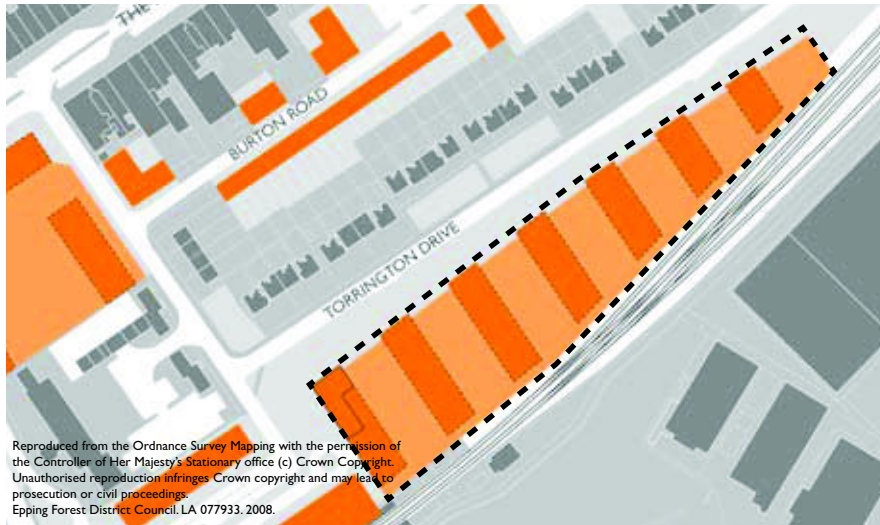 THE
BURTON ROAD
TORRINGTON DRIVE
Reproduced from the Ordnance Survey Mapping with the permission of
the Controller of Her Majesty's Stationary office (c) Crown Copyright.
Unauthorised reproduction infringes Crown copyright and may lead to
prosecution or civil proceedings.
Epping Forest District Council. LA 077933. 2008.